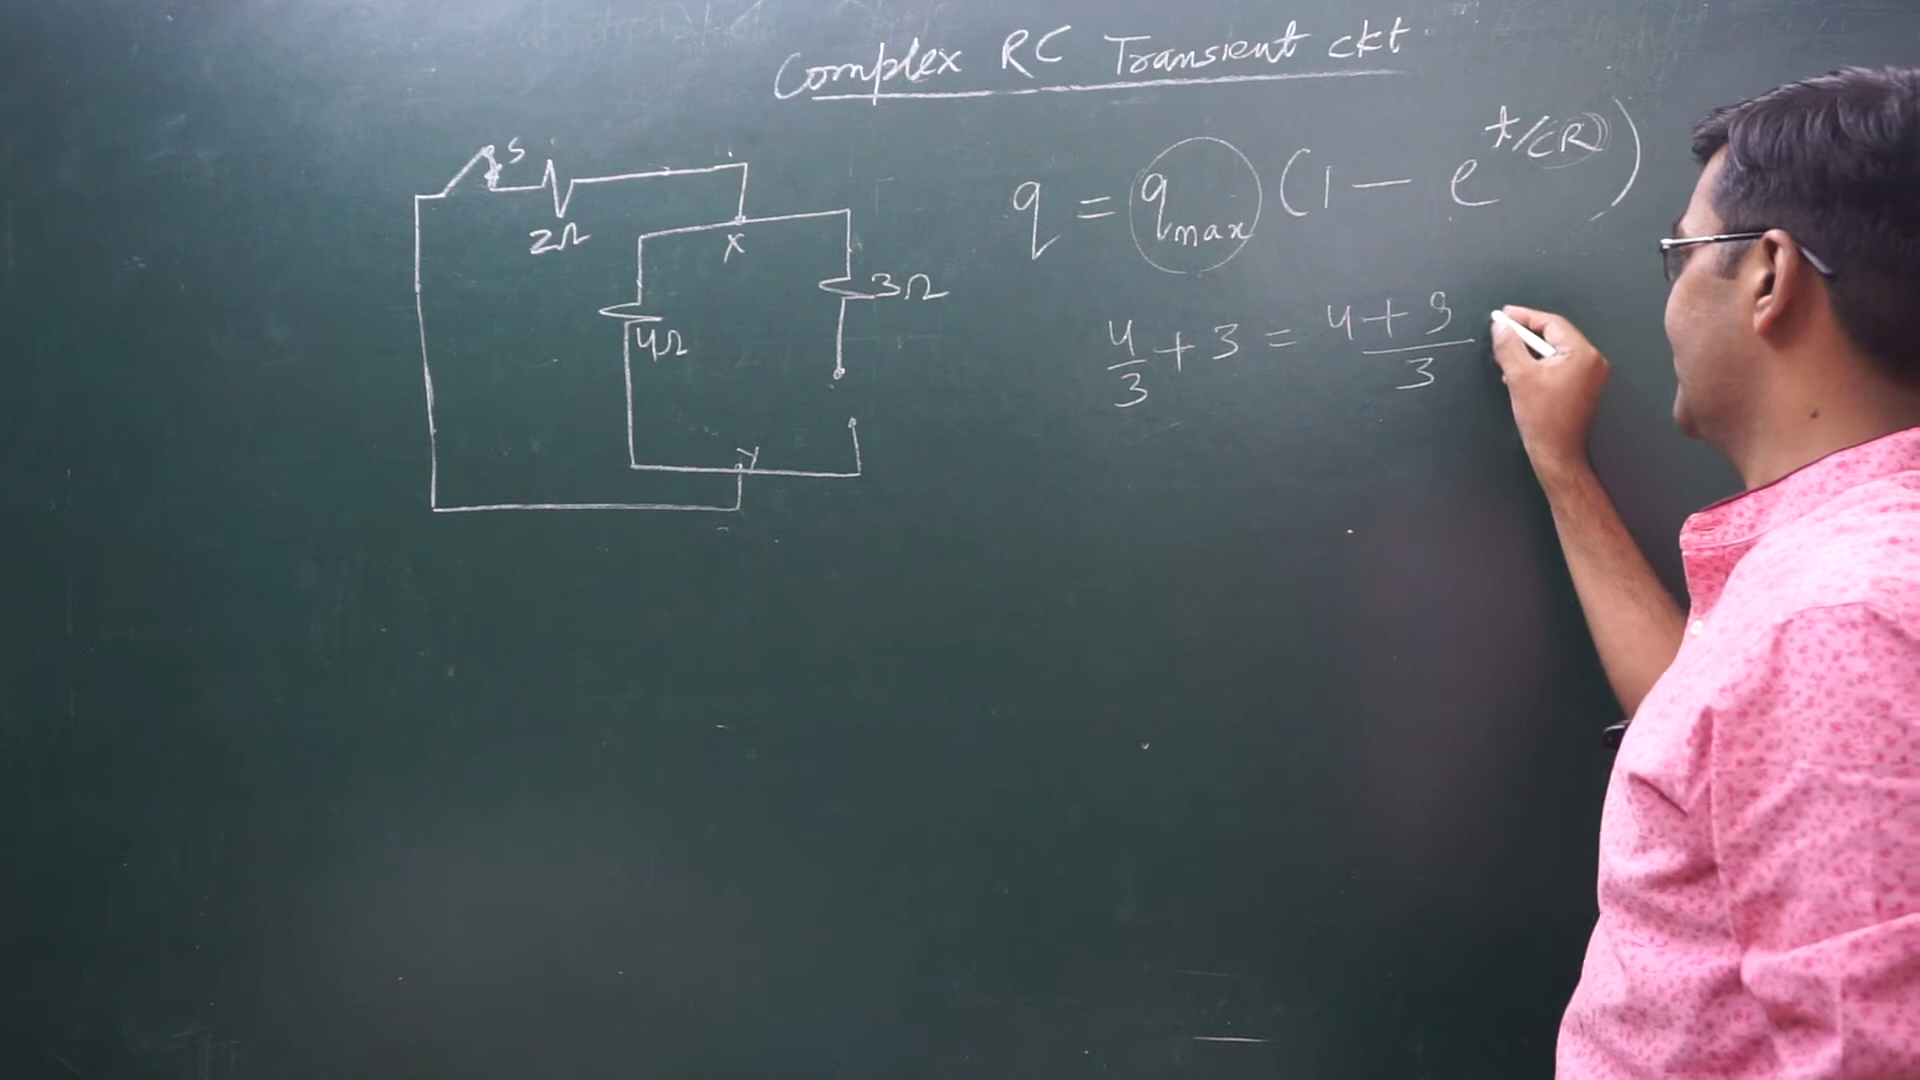 Complex RC Transient ckt
S
2Ω
X
3Ω
4Ω
Y
q = qmax (1 - e^t/CR)
4/3 + 3 = 4+9/3